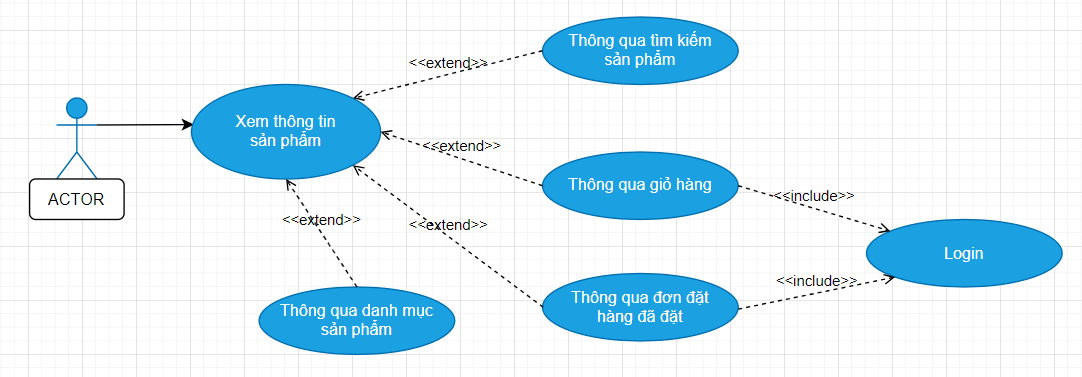 Thông qua tìm kiếm
sản phẩm
<<extend>>
Xem thông tin
sản phẩm
<<extend>>
Thông qua giỏ hàng
ACTOR
<<include>>
<<extend>>
<<extend>>
Login
<<include>>
Thông qua danh mục
sản phẩm
Thông qua đơn đặt
hàng đã đặt